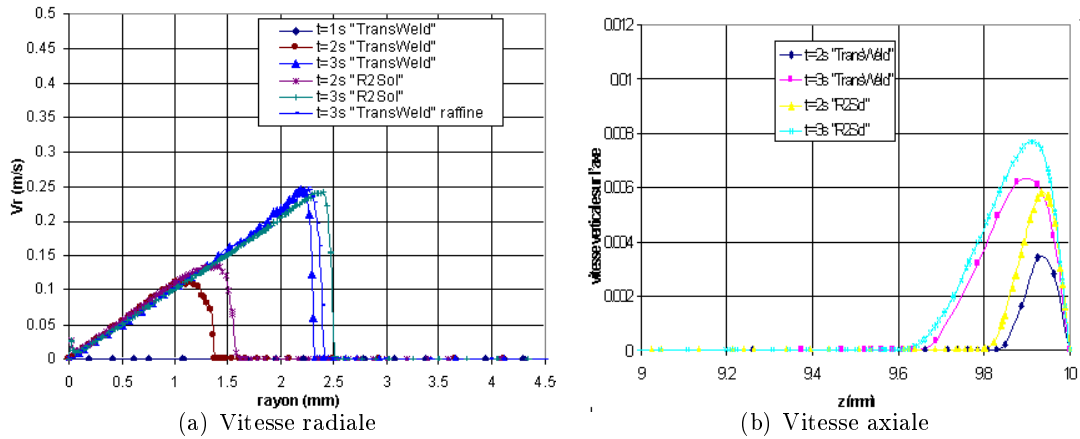 0.5
0.45
0.4
0.35
0.3
0.25
0.2
0.15
0.1
0.05
0
Vr (m/s)
t=1s "TransWeld"
t=2s "TransWeld"
t=3s "TransWeld"
t=2s "R2Sol"
t=3s "R2Sol"
t=3s "TransWeld" raffine
0 0.5 1 1.5 2 2.5 3 3.5 4 4.5
rayon (mm)
(a) Vitesse radiale
0.012
0.01
0.008
0.006
0.004
0.002
0
vitesse verticale sur l'axe
t=2s "TransWeld"
t=3s "TransWeld"
t=2s "R2Sol"
t=3s "R2Sol"
9 9.2 9.4 9.6 9.8 10
z (mm)
(b) Vitesse axiale